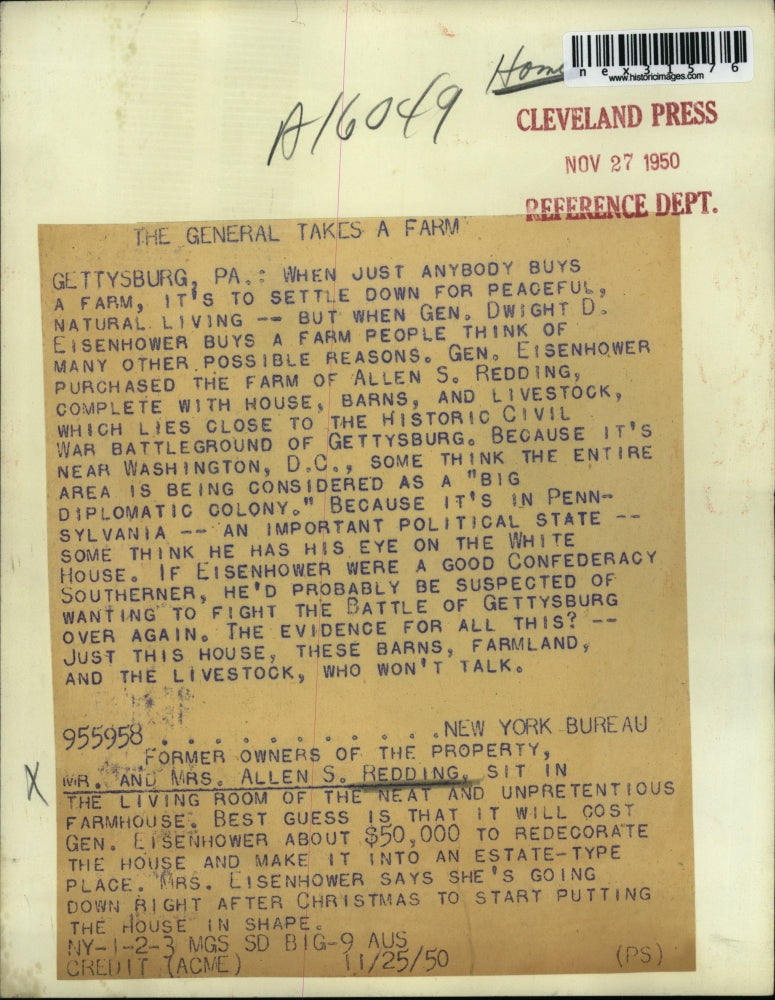 Home
nex31576
www.historicimages.com
A16049
CLEVELAND PRESS
NOV 27 1950
REFERENCE DEPT.
THE GENERAL TAKES A FARM
GETTYSBURG, PA.: WHEN JUST ANYBODY BUYS
A FARM, IT'S TO SETTLE DOWN FOR PEACEFUL,
NATURAL LIVING -- BUT WHEN GEN. DWIGHT D.
EISENHOWER BUYS A FARM PEOPLE THINK OF
MANY OTHER POSSIBLE REASONS. GEN. EISENHOWER
PURCHASED THE FARM OF ALLEN S. REDDING,
COMPLETE WITH HOUSE, BARNS, AND LIVESTOCK,
WHICH LIES CLOSE TO THE HISTORIC CIVIL
WAR BATTLEGROUND OF GETTYSBURG. BECAUSE IT'S
NEAR WASHINGTON, D.C., SOME THINK THE ENTIRE
AREA IS BEING CONSIDERED AS A "BIG
DIPLOMATIC COLONY." BECAUSE IT'S IN PENN-
SYLVANIA -- AN IMPORTANT POLITICAL STATE --
SOME THINK HE HAS HIS EYE ON THE WHITE
HOUSE. IF EISENHOWER WERE A GOOD CONFEDERACY
SOUTHERNER, HE'D PROBABLY BE SUSPECTED OF
WANTING TO FIGHT THE BATTLE OF GETTYSBURG
OVER AGAIN. THE EVIDENCE FOR ALL THIS? --
JUST THIS HOUSE, THESE BARNS, FARMLAND,
AND THE LIVESTOCK, WHO WON'T TALK.
955958 . . . . . . . . . . .NEW YORK BUREAU
FORMER OWNERS OF THE PROPERTY,
X MR. AND MRS. ALLEN S. REDDING, SIT IN
THE LIVING ROOM OF THE NEAT AND UNPRETENTIOUS
FARMHOUSE. BEST GUESS IS THAT IT WILL COST
GEN. EISENHOWER ABOUT $50,000 TO REDECORATE
THE HOUSE AND MAKE IT INTO AN ESTATE-TYPE
PLACE. MRS. EISENHOWER SAYS SHE'S GOING
DOWN RIGHT AFTER CHRISTMAS TO START PUTTING
THE HOUSE IN SHAPE.
NY-1-2-3 MGS SD BIG-9 AUS
CREDIT (ACME) 11/25/50 (PS)